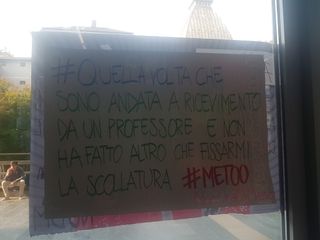 #QUELLA VOLTA CHE
SONO ANDATA A RICEVIMENTO
DA UN PROFESSORE E NON
HA FATTO ALTRO CHE FISSARMI
LA SCOLLATURA #METOO